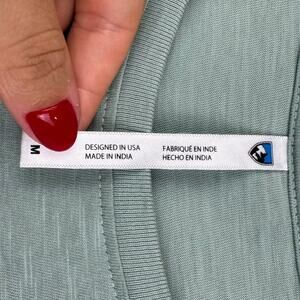 M
DESIGNED IN USA
MADE IN INDIA
FABRIQUÉ EN INDE
HECHO EN INDIA